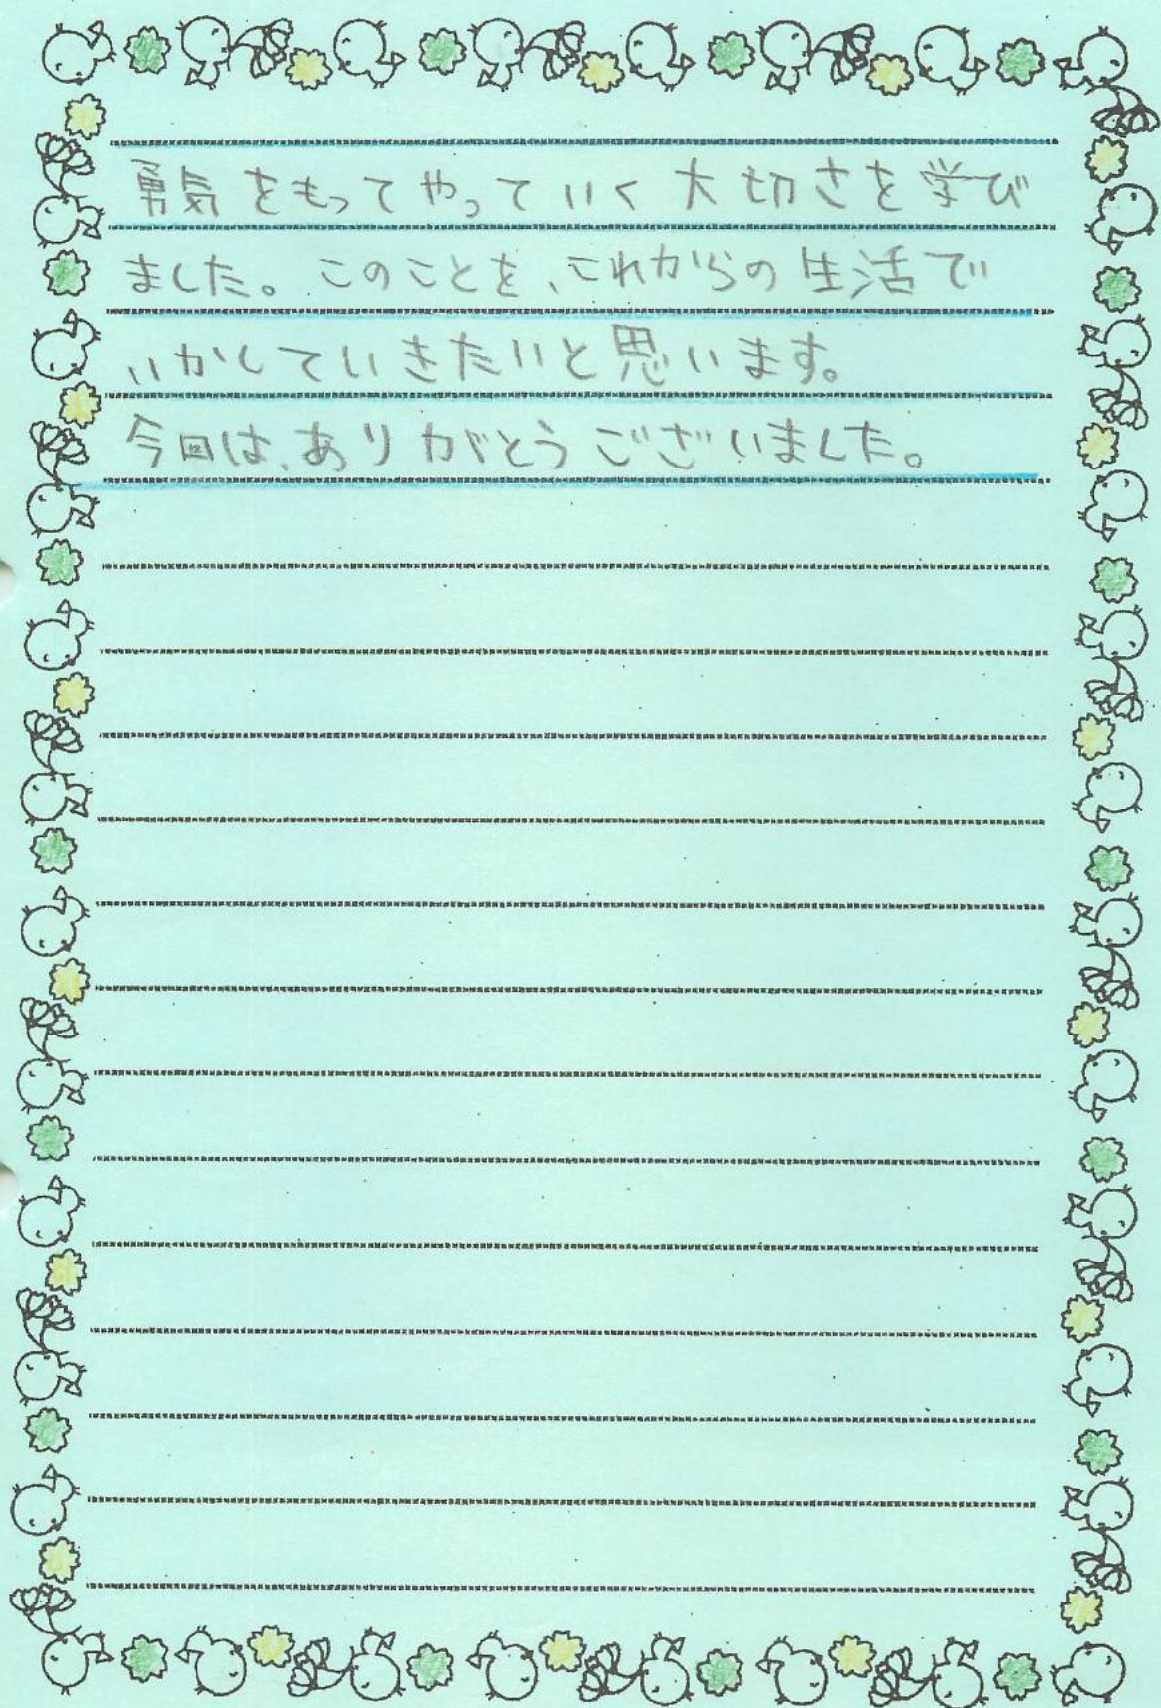 勇気をもってやっていく大切さを学び
ました。このことを、これからの生活で
いかしていきたいと思います。
今回は、ありがとうございました。